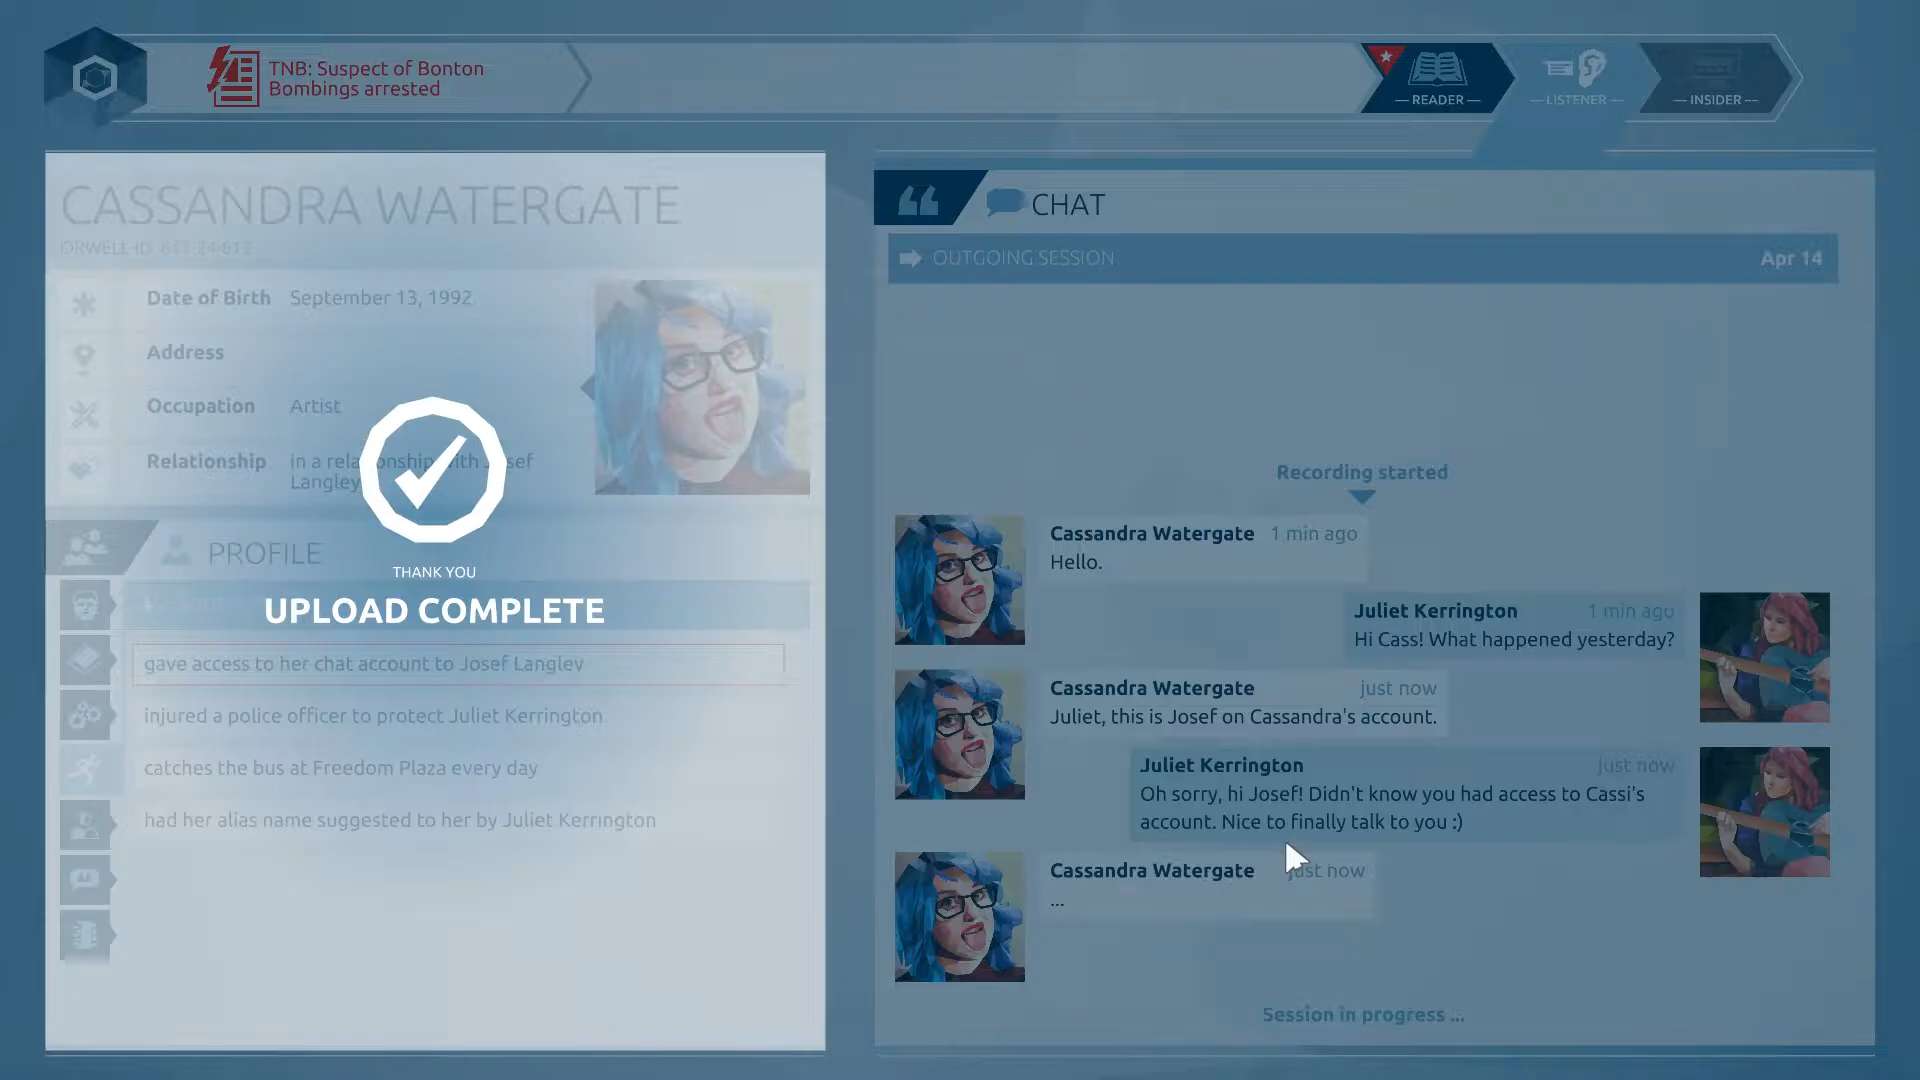 TNB: Suspect of Bonton
Bombings arrested
READER
LISTENER
INSIDER
CASSANDRA WATERGATE
Date of Birth September 13, 1992
Address
Occupation Artist
Relationship in a relationship with Josef
Langley
THANK YOU
UPLOAD COMPLETE
PROFILE
gave access to her chat account to Josef Langley
injured a police officer to protect Juliet Kerrington
catches the bus at Freedom Plaza every day
had her alias name suggested to her by Juliet Kerrington
CHAT
OUTGOING SESSION Apr 14
Recording started
Cassandra Watergate 1 min ago
Hello.
Juliet Kerrington 1 min ago
Hi Cass! What happened yesterday?
Cassandra Watergate just now
Juliet, this is Josef on Cassandra's account.
Juliet Kerrington just now
Oh sorry, hi Josef! Didn't know you had access to Cassi's
account. Nice to finally talk to you :)
Cassandra Watergate just now
...
Session in progress ...